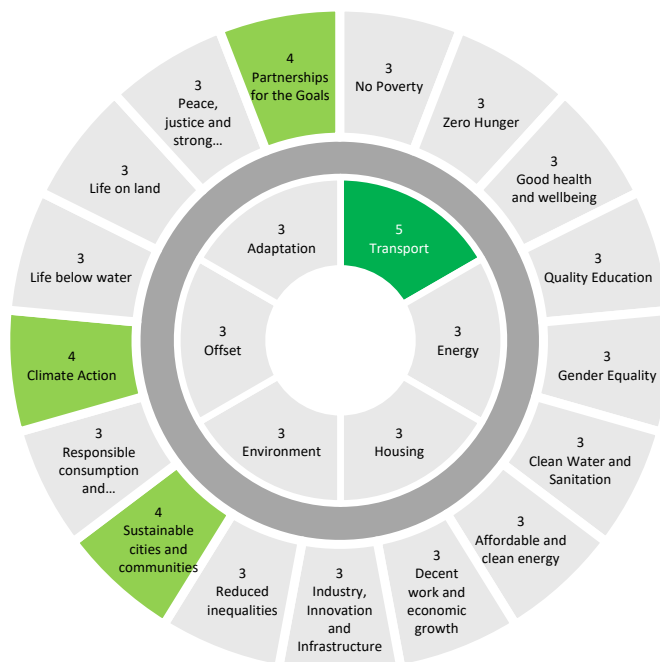 3
No Poverty
3
Zero Hunger
3
Good health
and wellbeing
3
Quality Education
3
Gender Equality
3
Clean Water and
Sanitation
3
Affordable and
clean energy
3
Decent
work and
economic
growth
3
Industry,
Innovation
and
Infrastructure
3
Reduced
inequalities
4
Sustainable
cities and
communities
3
Responsible
consumption
and…
4
Climate Action
3
Life below water
3
Life on land
3
Peace,
justice and
strong…
4
Partnerships
for the Goals
5
Transport
3
Energy
3
Housing
3
Environment
3
Offset
3
Adaptation